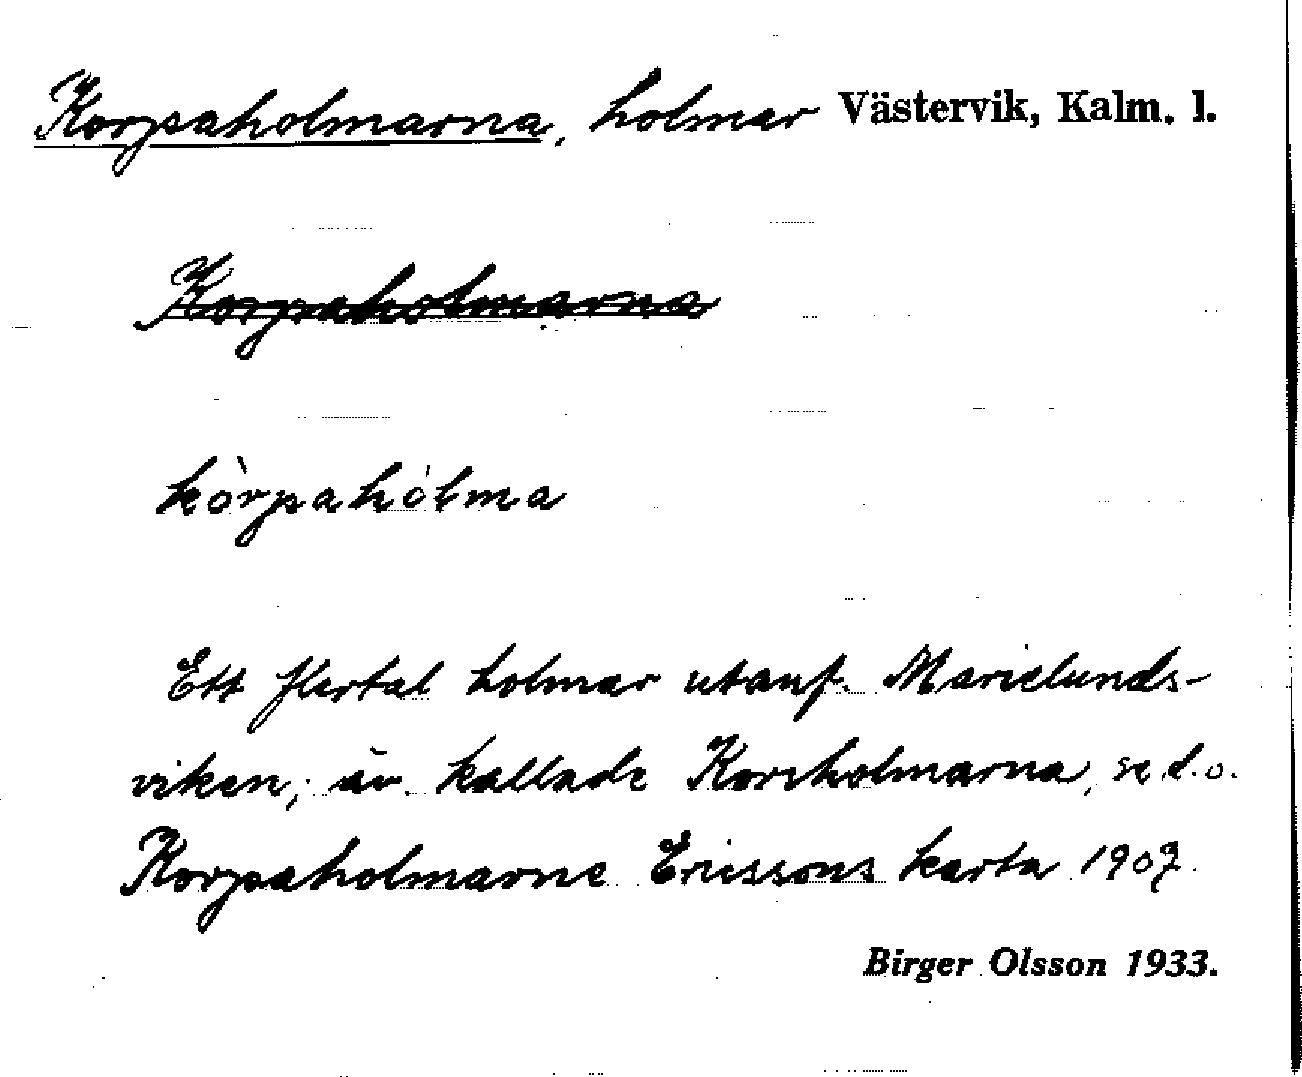 Korpaholmarna, holmar Västervik, Kalm. l.
Korpaholmarna
kòrpahólma
Ett flertal holmar utanf. Marielunds-
viken; äv. kallade Korsholmarna, se d.o.
Korpaholmarne Ericssons karta 1907.
Birger Olsson 1933.